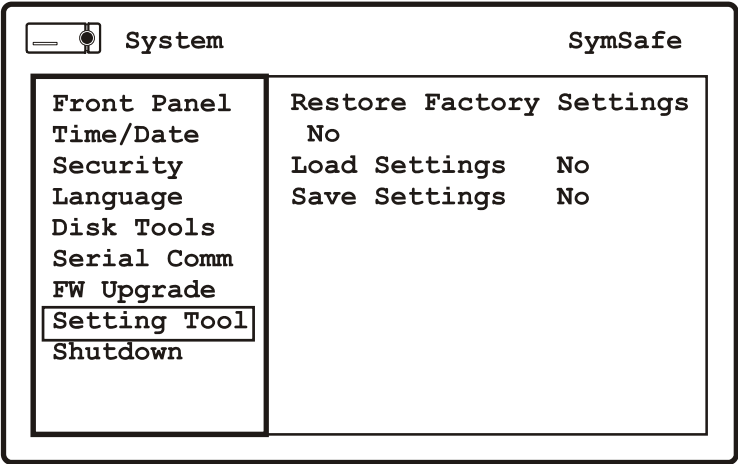 System SymSafe
Front Panel
Time/Date
Security
Language
Disk Tools
Serial Comm
FW Upgrade
Setting Tool
Shutdown
Restore Factory Settings
No
Load Settings No
Save Settings No